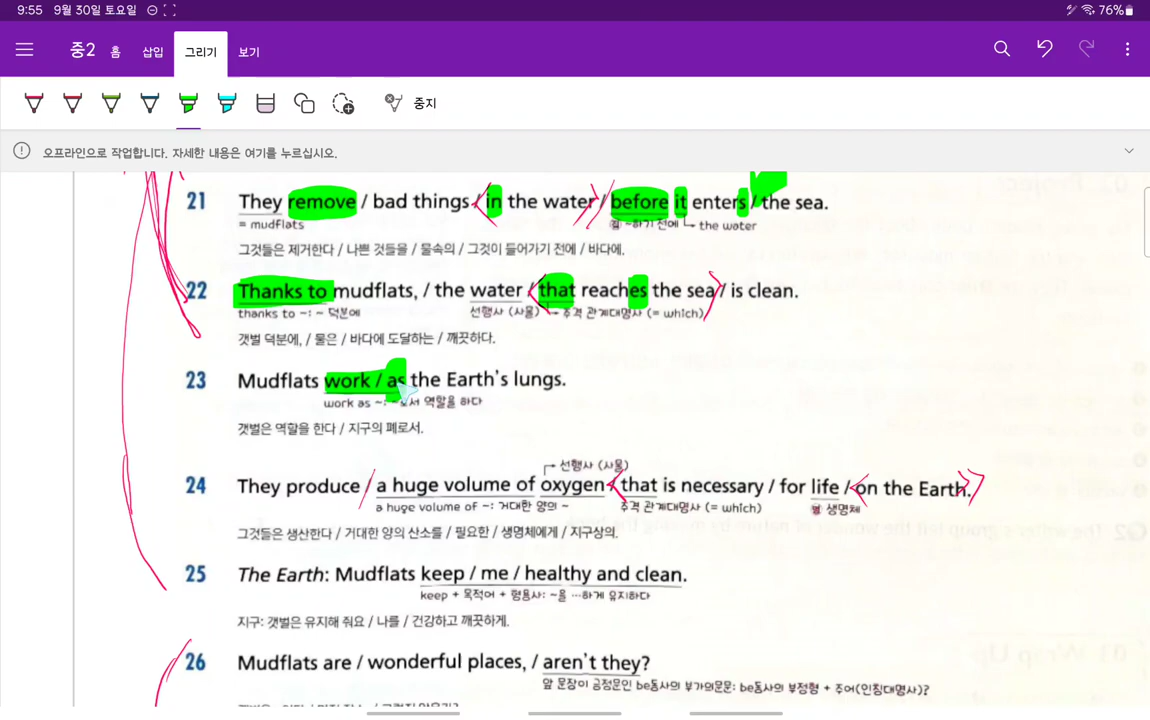 9:55 9월 30일 토요일
76%
중2 홈 삽입 그리기 보기
중지
오프라인으로 작업합니다. 자세한 내용은 여기를 누르십시오.
21 They remove / bad things / in the water / before it enters / the sea.
= mudflats 접 ~하기 전에 the water
그것들은 제거한다 / 나쁜 것들을 / 물속의 / 그것이 들어가기 전에 / 바다에.
22 Thanks to mudflats, / the water / that reaches the sea / is clean.
thanks to ~: ~ 덕분에 선행사 (사물) 주격 관계대명사 (= which)
갯벌 덕분에, / 물은 / 바다에 도달하는 / 깨끗하다.
23 Mudflats work / as the Earth's lungs.
work as ~: ~로서 역할을 하다
갯벌은 역할을 한다 / 지구의 폐로서.
선행사 (사물)
24 They produce / a huge volume of oxygen / that is necessary / for life / on the Earth.
a huge volume of ~: 거대한 양의 ~ 주격 관계대명사 (= which) 명 생명체
그것들은 생산한다 / 거대한 양의 산소를 / 필요한 / 생명체에게 / 지구상의.
25 The Earth: Mudflats keep / me / healthy and clean.
keep + 목적어 + 형용사: ~을 …하게 유지하다
지구: 갯벌은 유지해 줘요 / 나를 / 건강하고 깨끗하게.
26 Mudflats are / wonderful places, / aren't they?
앞 문장이 긍정문인 be동사의 부가의문문: be동사의 부정형 + 주어(인칭대명사)?